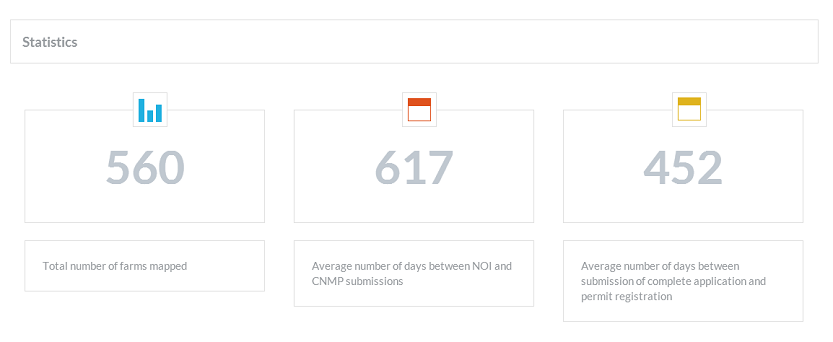 Statistics
560
617
452
Total number of farms mapped
Average number of days between NOI and
CNMP submissions
Average number of days between
submission of complete application and
permit registration